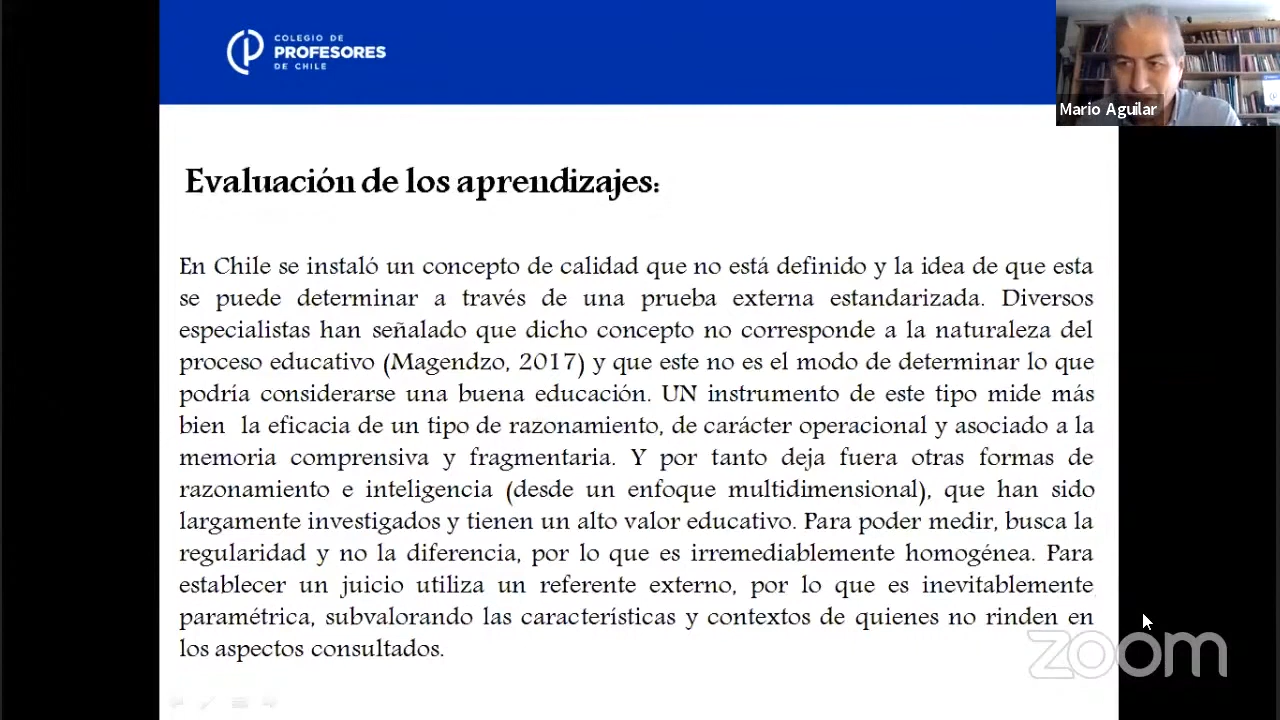 COLEGIO DE
PROFESORES
DE CHILE
Mario Aguilar
Evaluación de los aprendizajes:
En Chile se instaló un concepto de calidad que no está definido y la idea de que esta
se puede determinar a través de una prueba externa estandarizada. Diversos
especialistas han señalado que dicho concepto no corresponde a la naturaleza del
proceso educativo (Magendzo, 2017) y que este no es el modo de determinar lo que
podría considerarse una buena educación. UN instrumento de este tipo mide más
bien la eficacia de un tipo de razonamiento, de carácter operacional y asociado a la
memoria comprensiva y fragmentaria. Y por tanto deja fuera otras formas de
razonamiento e inteligencia (desde un enfoque multidimensional), que han sido
largamente investigados y tienen un alto valor educativo. Para poder medir, busca la
regularidad y no la diferencia, por lo que es irremediablemente homogénea. Para
establecer un juicio utiliza un referente externo, por lo que es inevitablemente
paramétrica, subvalorando las características y contextos de quienes no rinden en
los aspectos consultados.
zoom